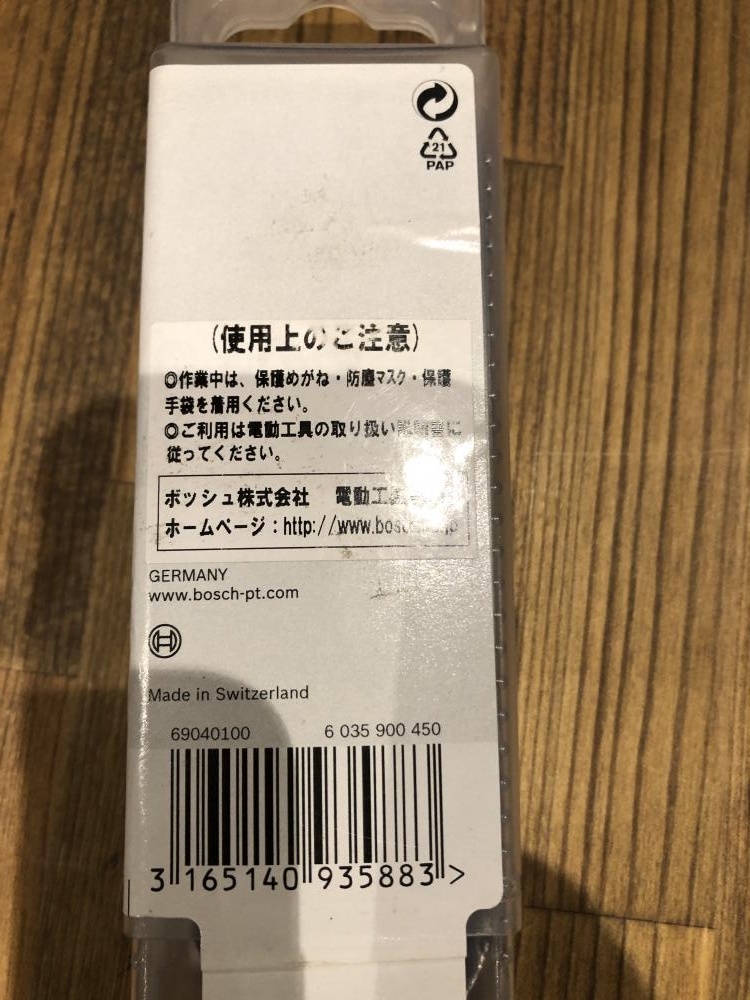 21
PAP
(使用上のご注意)
◎作業中は、保護めがね・防塵マスク・保護
手袋を着用ください。
◎ご利用は電動工具の取り扱い
従ってください。
ボッシュ株式会社 電動工
ホームページ：http://www.bos
GERMANY
www.bosch-pt.com
Made in Switzerland
69040100 6 035 900 450
3 165140 935883 >